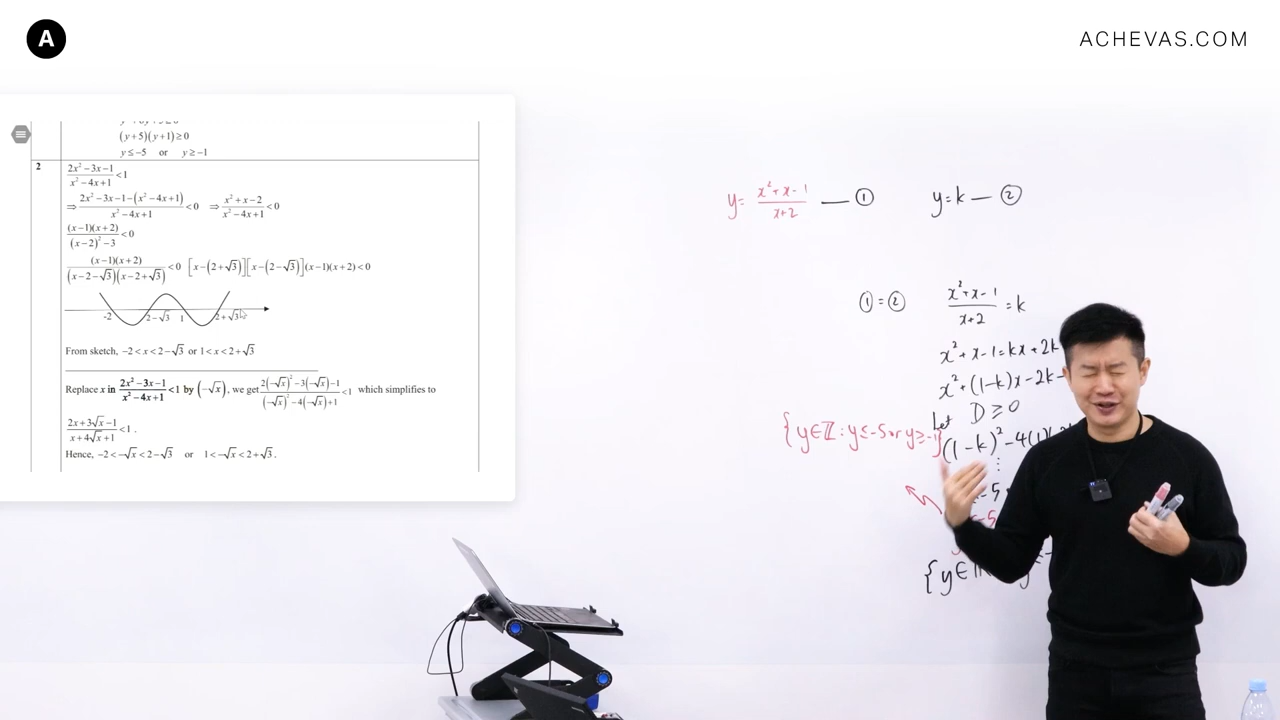 A
ACHEVAS.COM
(y+5)(y+1)≥0
y≤−5 or y≥−1
2
(2x²−3x−1)/(x²−4x+1)<1
⇒ (2x²−3x−1−(x²−4x+1))/(x²−4x+1)<0 ⇒ (x²+x−2)/(x²−4x+1)<0
(x−1)(x+2)/((x−2)²−3)<0
(x−1)(x+2)/((x−2−√3)(x−2+√3))<0 [x−(2+√3)][x−(2−√3)](x−1)(x+2)<0
-2 2−√3 1 2+√3
From sketch, −2<x<2−√3 or 1<x<2+√3
Replace x in (2x²−3x−1)/(x²−4x+1)<1 by (−√x), we get (2(−√x)²−3(−√x)−1)/((−√x)²−4(−√x)+1)<1 which simplifies to
(2x+3√x−1)/(x+4√x+1)<1.
Hence, −2<−√x<2−√3 or 1<−√x<2+√3.
y= (x²+x-1)/(x+2) — ① y=k — ②
①=② (x²+x-1)/(x+2) =k
x²+x-1=kx+2k
x²+(1-k)x-2k-
Let D≥0
{y∈ℤ: y≤-5 or y≥-1}
(1-k)²-4(1)(
-5
-5
{y∈